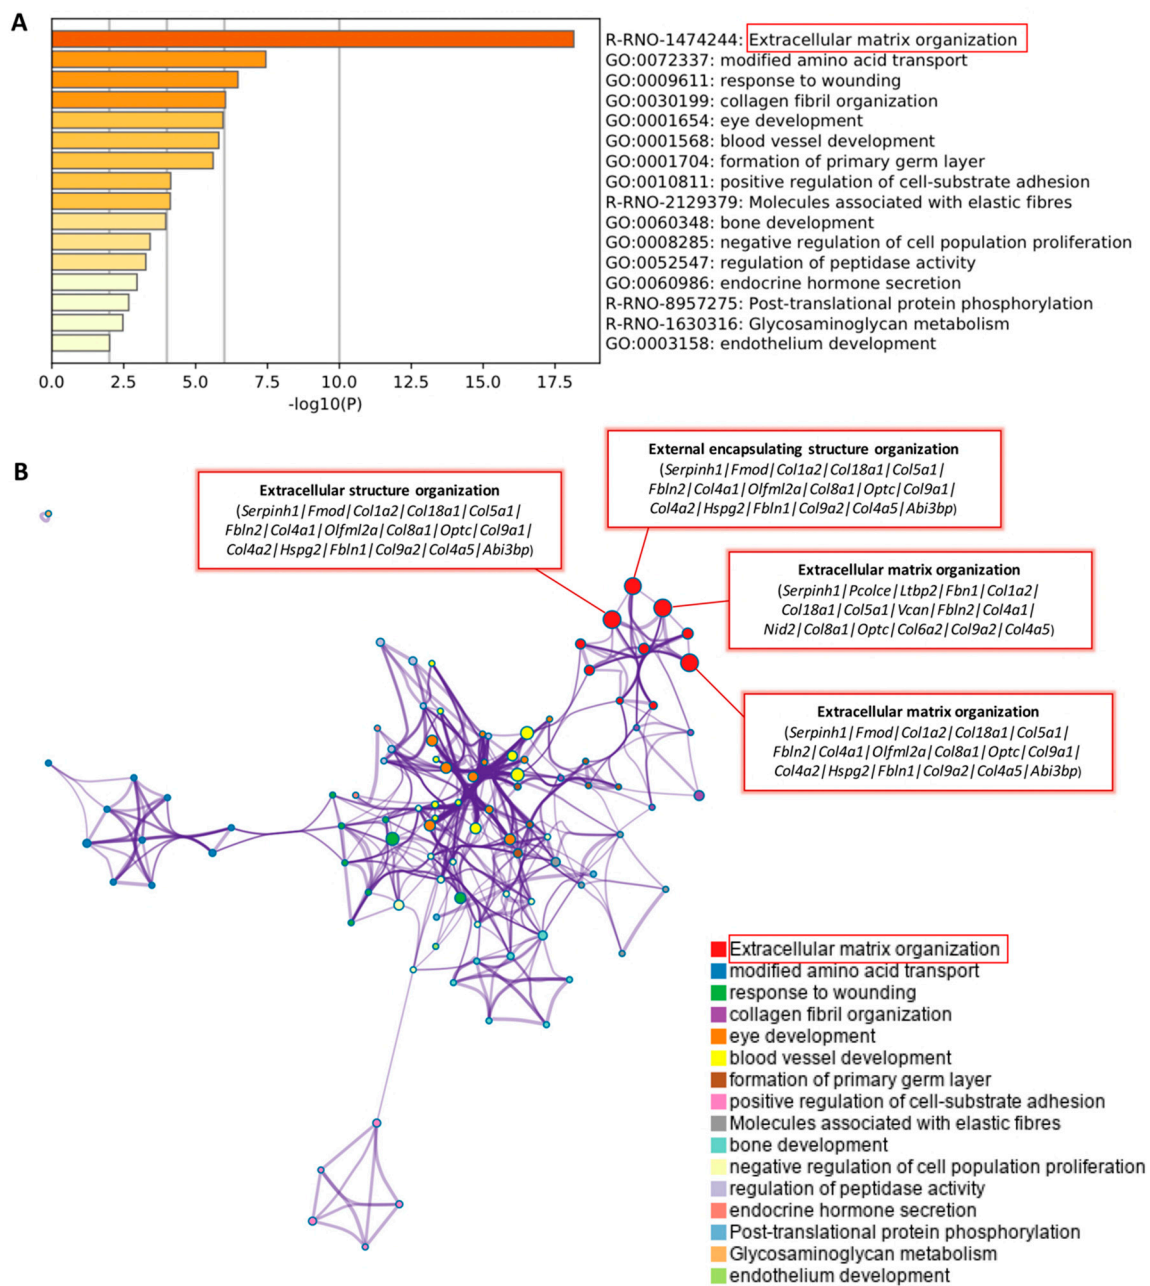 A
R-RNO-1474244: Extracellular matrix organization
GO:0072337: modified amino acid transport
GO:0009611: response to wounding
GO:0030199: collagen fibril organization
GO:0001654: eye development
GO:0001568: blood vessel development
GO:0001704: formation of primary germ layer
GO:0010811: positive regulation of cell-substrate adhesion
R-RNO-2129379: Molecules associated with elastic fibres
GO:0060348: bone development
GO:0008285: negative regulation of cell population proliferation
GO:0052547: regulation of peptidase activity
GO:0060986: endocrine hormone secretion
R-RNO-8957275: Post-translational protein phosphorylation
R-RNO-1630316: Glycosaminoglycan metabolism
GO:0003158: endothelium development
0.0 2.5 5.0 7.5 10.0 12.5 15.0 17.5
-log10(P)
B
Extracellular structure organization
(Serpinh1|Fmod|Col1a2|Col18a1|Col5a1|
Fbln2|Col4a1|Olfml2a|Col8a1|Optc|Col9a1|
Col4a2|Hspg2|Fbln1|Col9a2|Col4a5|Abi3bp)
External encapsulating structure organization
(Serpinh1|Fmod|Col1a2|Col18a1|Col5a1|
Fbln2|Col4a1|Olfml2a|Col8a1|Optc|Col9a1|
Col4a2|Hspg2|Fbln1|Col9a2|Col4a5|Abi3bp)
Extracellular matrix organization
(Serpinh1|Pcolce|Ltbp2|Fbn1|Col1a2|
Col18a1|Col5a1|Vcan|Fbln2|Col4a1|
Nid2|Col8a1|Optc|Col6a2|Col9a2|Col4a5)
Extracellular matrix organization
(Serpinh1|Fmod|Col1a2|Col18a1|Col5a1|
Fbln2|Col4a1|Olfml2a|Col8a1|Optc|Col9a1|
Col4a2|Hspg2|Fbln1|Col9a2|Col4a5|Abi3bp)
Extracellular matrix organization
modified amino acid transport
response to wounding
collagen fibril organization
eye development
blood vessel development
formation of primary germ layer
positive regulation of cell-substrate adhesion
Molecules associated with elastic fibres
bone development
negative regulation of cell population proliferation
regulation of peptidase activity
endocrine hormone secretion
Post-translational protein phosphorylation
Glycosaminoglycan metabolism
endothelium development